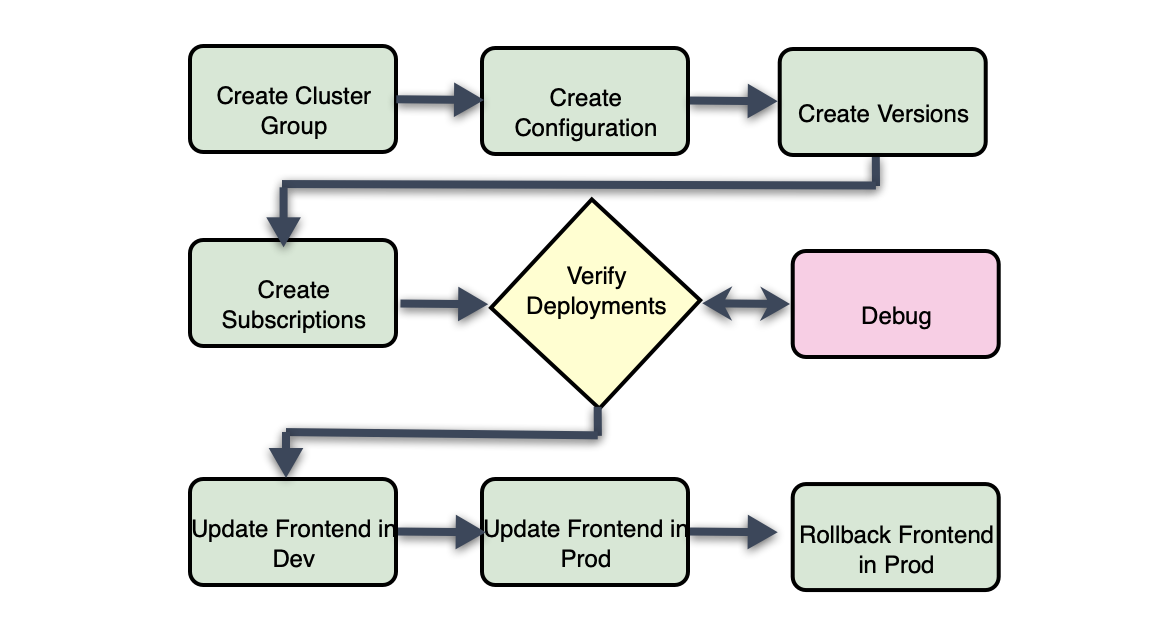 Create Cluster
Group
Create
Configuration
Create Versions
Create
Subscriptions
Verify
Deployments
Debug
Update Frontend in
Dev
Update Frontend in
Prod
Rollback Frontend
in Prod